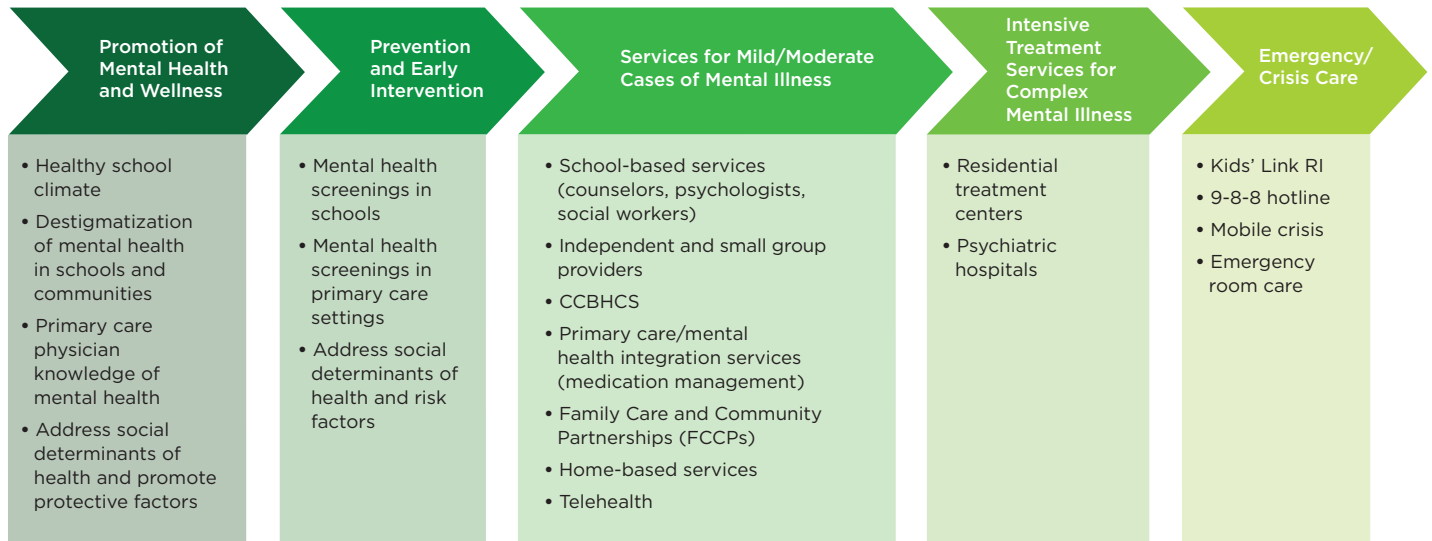 Promotion of
Mental Health
and Wellness
• Healthy school
climate
• Destigmatization
of mental health
in schools and
communities
• Primary care
physician
knowledge of
mental health
• Address social
determinants of
health and promote
protective factors
Prevention
and Early
Intervention
• Mental health
screenings in
schools
• Mental health
screenings in
primary care
settings
• Address social
determinants of
health and risk
factors
Services for Mild/Moderate
Cases of Mental Illness
• School-based services
(counselors, psychologists,
social workers)
• Independent and small group
providers
• CCBHCS
• Primary care/mental
health integration services
(medication management)
• Family Care and Community
Partnerships (FCCPs)
• Home-based services
• Telehealth
Intensive
Treatment
Services for
Complex
Mental Illness
• Residential
treatment
centers
• Psychiatric
hospitals
Emergency/
Crisis Care
• Kids’ Link RI
• 9-8-8 hotline
• Mobile crisis
• Emergency
room care